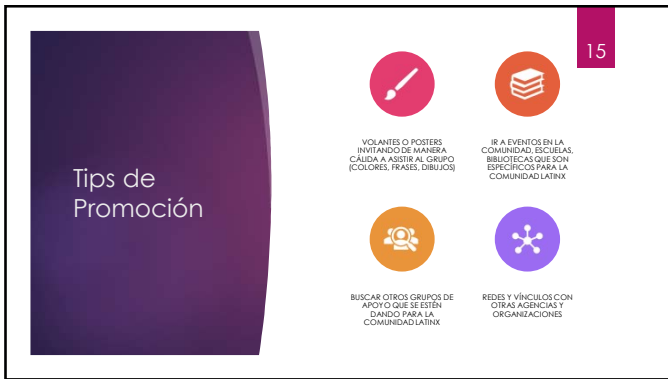 15
Tips de
Promoción
VOLANTES O POSTERS
INVITANDO DE MANERA
CÁLIDA A ASISTIR AL GRUPO
(COLORES, FRASES, DIBUJOS)
IR A EVENTOS EN LA
COMUNIDAD, ESCUELAS,
BIBLIOTECAS QUE SON
ESPECÍFICOS PARA LA
COMUNIDAD LATINX
BUSCAR OTROS GRUPOS DE
APOYO QUE SE ESTÉN
DANDO PARA LA
COMUNIDAD LATINX
REDES Y VÍNCULOS CON
OTRAS AGENCIAS Y
ORGANIZACIONES